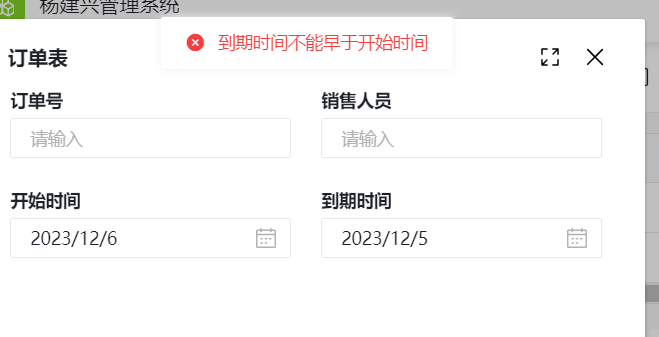 杨建兴管理系统
到期时间不能早于开始时间
订单表
订单号
销售人员
请输入
请输入
开始时间
到期时间
2023/12/6
2023/12/5